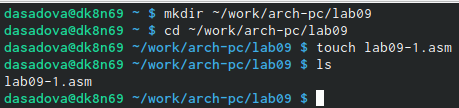 dasadova@dk8n69 ~ $ mkdir ~/work/arch-pc/lab09
dasadova@dk8n69 ~ $ cd ~/work/arch-pc/lab09
dasadova@dk8n69 ~/work/arch-pc/lab09 $ touch lab09-1.asm
dasadova@dk8n69 ~/work/arch-pc/lab09 $ ls
lab09-1.asm
dasadova@dk8n69 ~/work/arch-pc/lab09 $